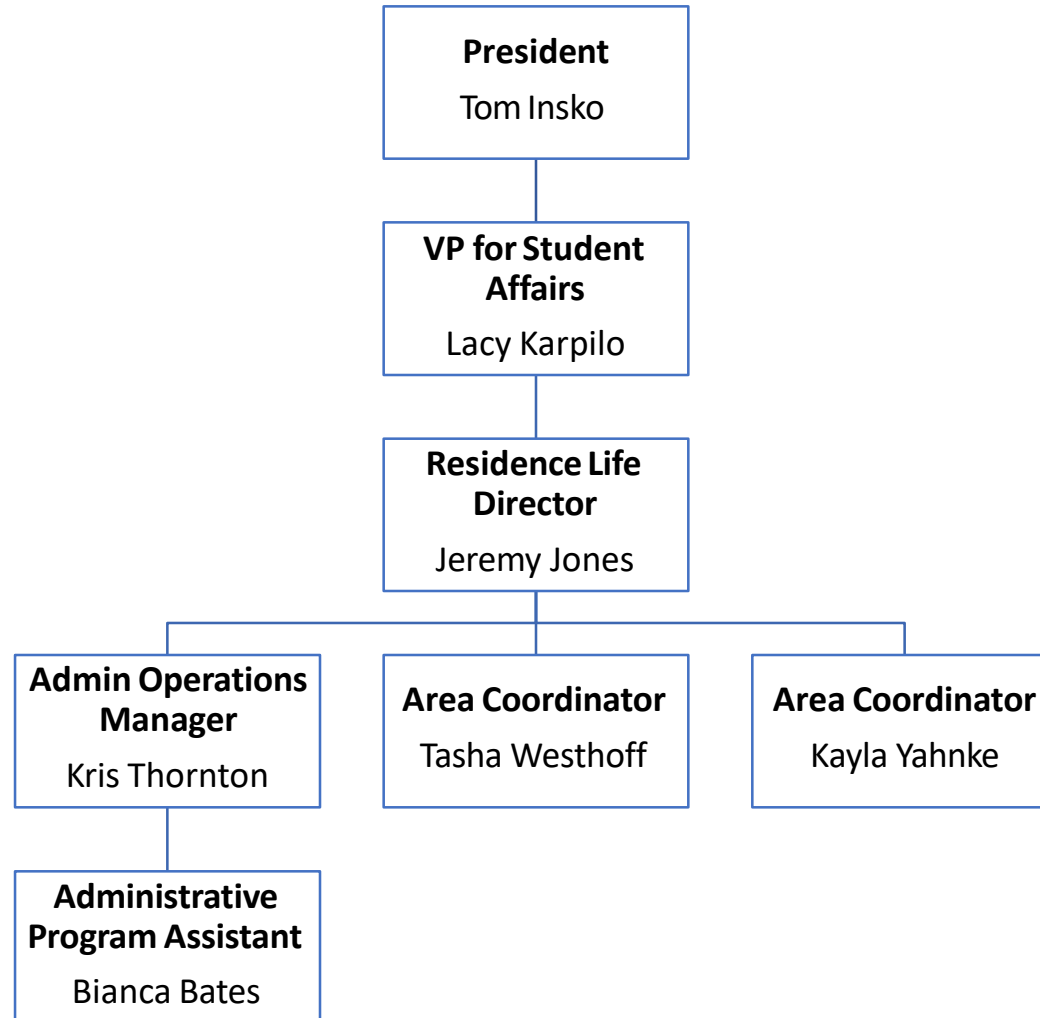 President
Tom Insko
VP for Student
Affairs
Lacy Karpilo
Residence Life
Director
Jeremy Jones
Admin Operations
Manager
Kris Thornton
Area Coordinator
Tasha Westhoff
Area Coordinator
Kayla Yahnke
Administrative
Program Assistant
Bianca Bates